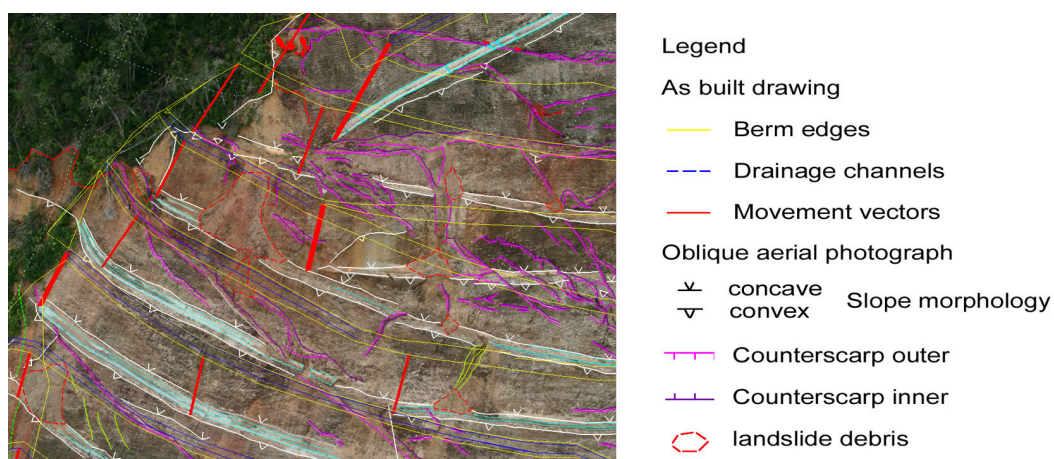 Legend
As built drawing
Berm edges
Drainage channels
Movement vectors
Oblique aerial photograph
concave
convex
Slope morphology
Counterscarp outer
Counterscarp inner
landslide debris